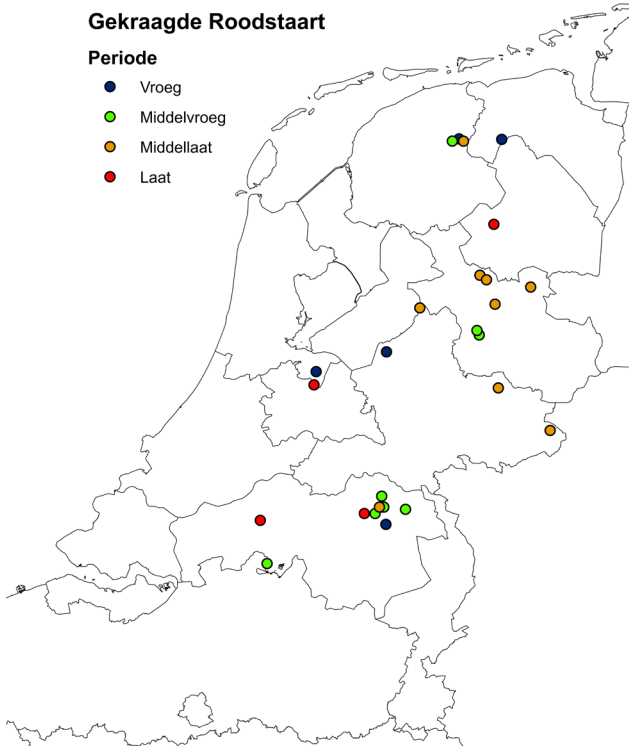 Gekraagde Roodstaart
Periode
Vroeg
Middelvroeg
Middellaat
Laat